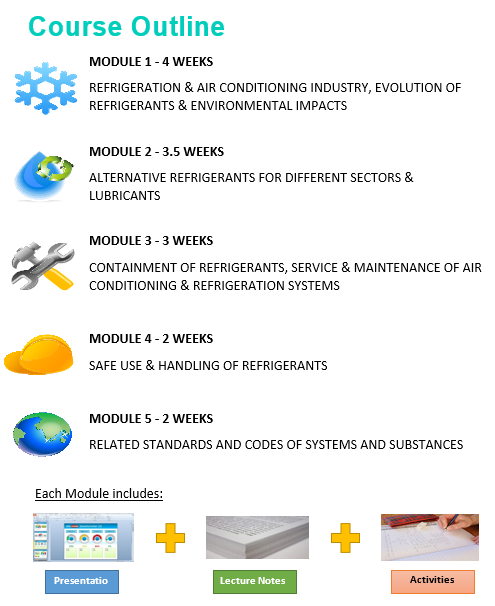 Course Outline
MODULE 1 - 4 WEEKS
REFRIGERATION & AIR CONDITIONING INDUSTRY, EVOLUTION OF
REFRIGERANTS & ENVIRONMENTAL IMPACTS
MODULE 2 - 3.5 WEEKS
ALTERNATIVE REFRIGERANTS FOR DIFFERENT SECTORS &
LUBRICANTS
MODULE 3 - 3 WEEKS
CONTAINMENT OF REFRIGERANTS, SERVICE & MAINTENANCE OF AIR
CONDITIONING & REFRIGERATION SYSTEMS
MODULE 4 - 2 WEEKS
SAFE USE & HANDLING OF REFRIGERANTS
MODULE 5 - 2 WEEKS
RELATED STANDARDS AND CODES OF SYSTEMS AND SUBSTANCES
Each Module includes:
Presentatio
Lecture Notes
Activities